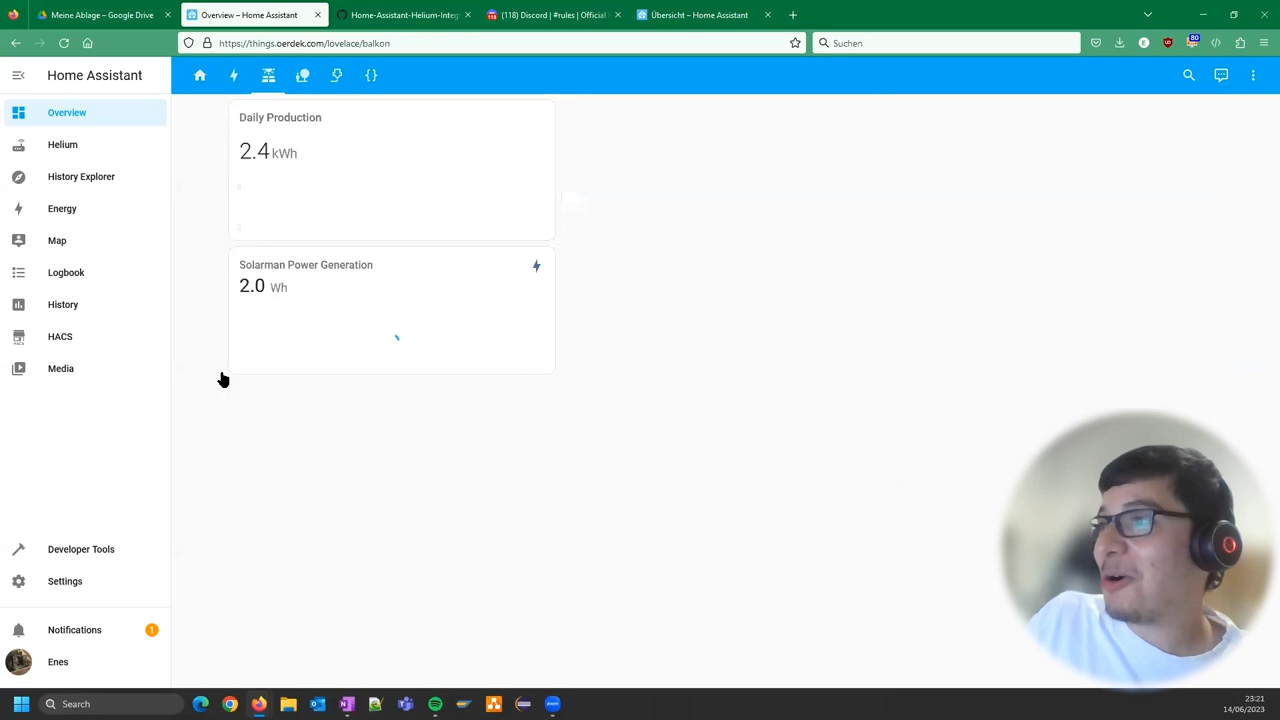 Meine Ablage – Google Drive
Overview – Home Assistant
Home-Assistant-Helium-Integ
(118) Discord | #rules | Official
Übersicht – Home Assistant
https://things.oerdek.com/lovelace/balkon
Suchen
80
Home Assistant
Overview
Helium
History Explorer
Energy
Map
Logbook
History
HACS
HACS
Media
Developer Tools
Settings
Notifications
1
Enes
Daily Production
2.4 kWh
Solarman Power Generation
2.0 Wh
Search
23:21
14/06/2023